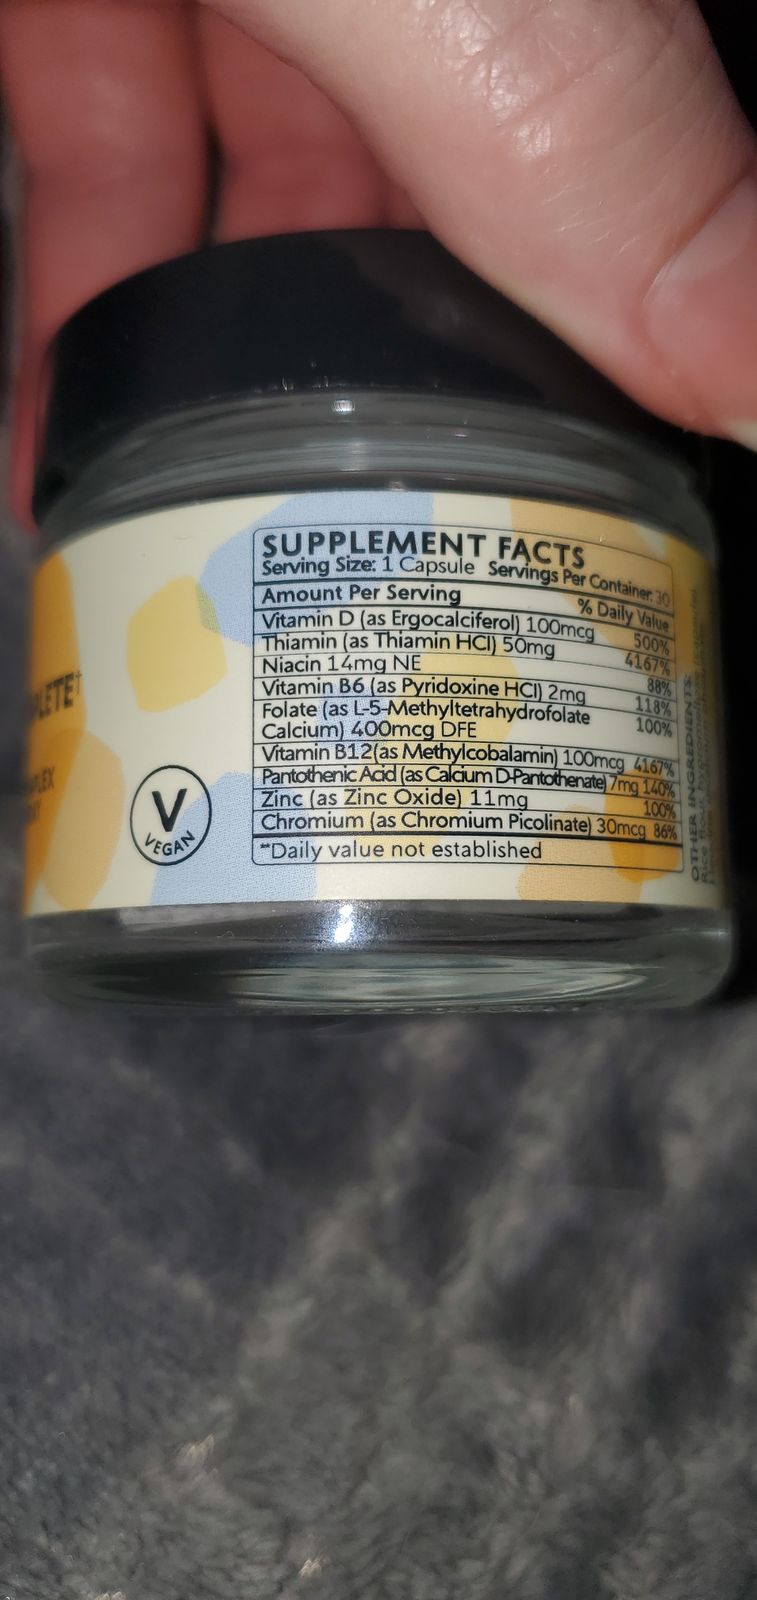 SUPPLEMENT FACTS
Serving Size: 1 Capsule Servings Per Container: 30
Amount Per Serving % Daily Value
Vitamin D (as Ergocalciferol) 100mcg 500%
Thiamin (as Thiamin HCl) 50mg 4167%
Niacin 14mg NE 88%
Vitamin B6 (as Pyridoxine HCl) 2mg 118%
Folate (as L-5-Methyltetrahydrofolate 100%
Calcium) 400mcg DFE
Vitamin B12(as Methylcobalamin) 100mcg 4167%
Pantothenic Acid (as Calcium D-Pantothenate) 7mg 140%
Zinc (as Zinc Oxide) 11mg 100%
Chromium (as Chromium Picolinate) 30mcg 86%
**Daily value not established
PLETE†
PLEX
V
VEGAN
OTHER INGREDIENTS: